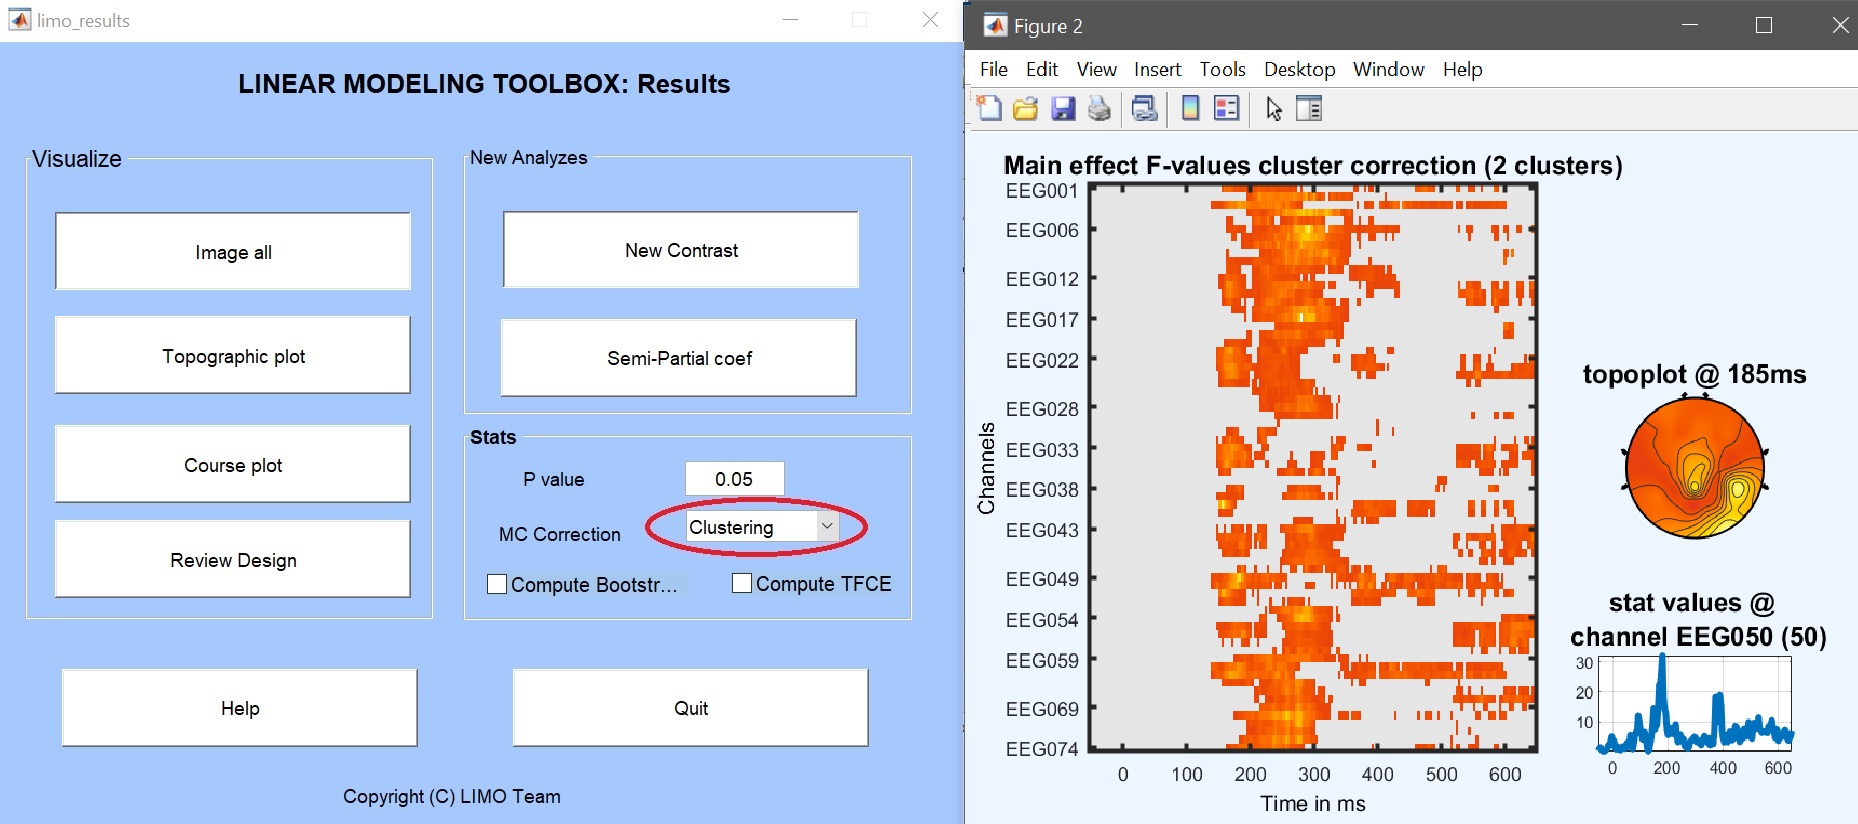 limo_results
LINEAR MODELING TOOLBOX: Results
Visualize
Image all
Topographic plot
Course plot
Review Design
New Analyzes
New Contrast
Semi-Partial coef
Stats
P value
0.05
MC Correction
Clustering
Compute Bootstr...
Compute TFCE
Help
Quit
Copyright (C) LIMO Team
Figure 2
File Edit View Insert Tools Desktop Window Help
Main effect F-values cluster correction (2 clusters)
Channels
EEG001
EEG006
EEG012
EEG017
EEG022
EEG028
EEG033
EEG038
EEG043
EEG049
EEG054
EEG059
EEG069
EEG074
0 100 200 300 400 500 600
Time in ms
topoplot @ 185ms
stat values @
channel EEG050 (50)
30
20
10
0 200 400 600